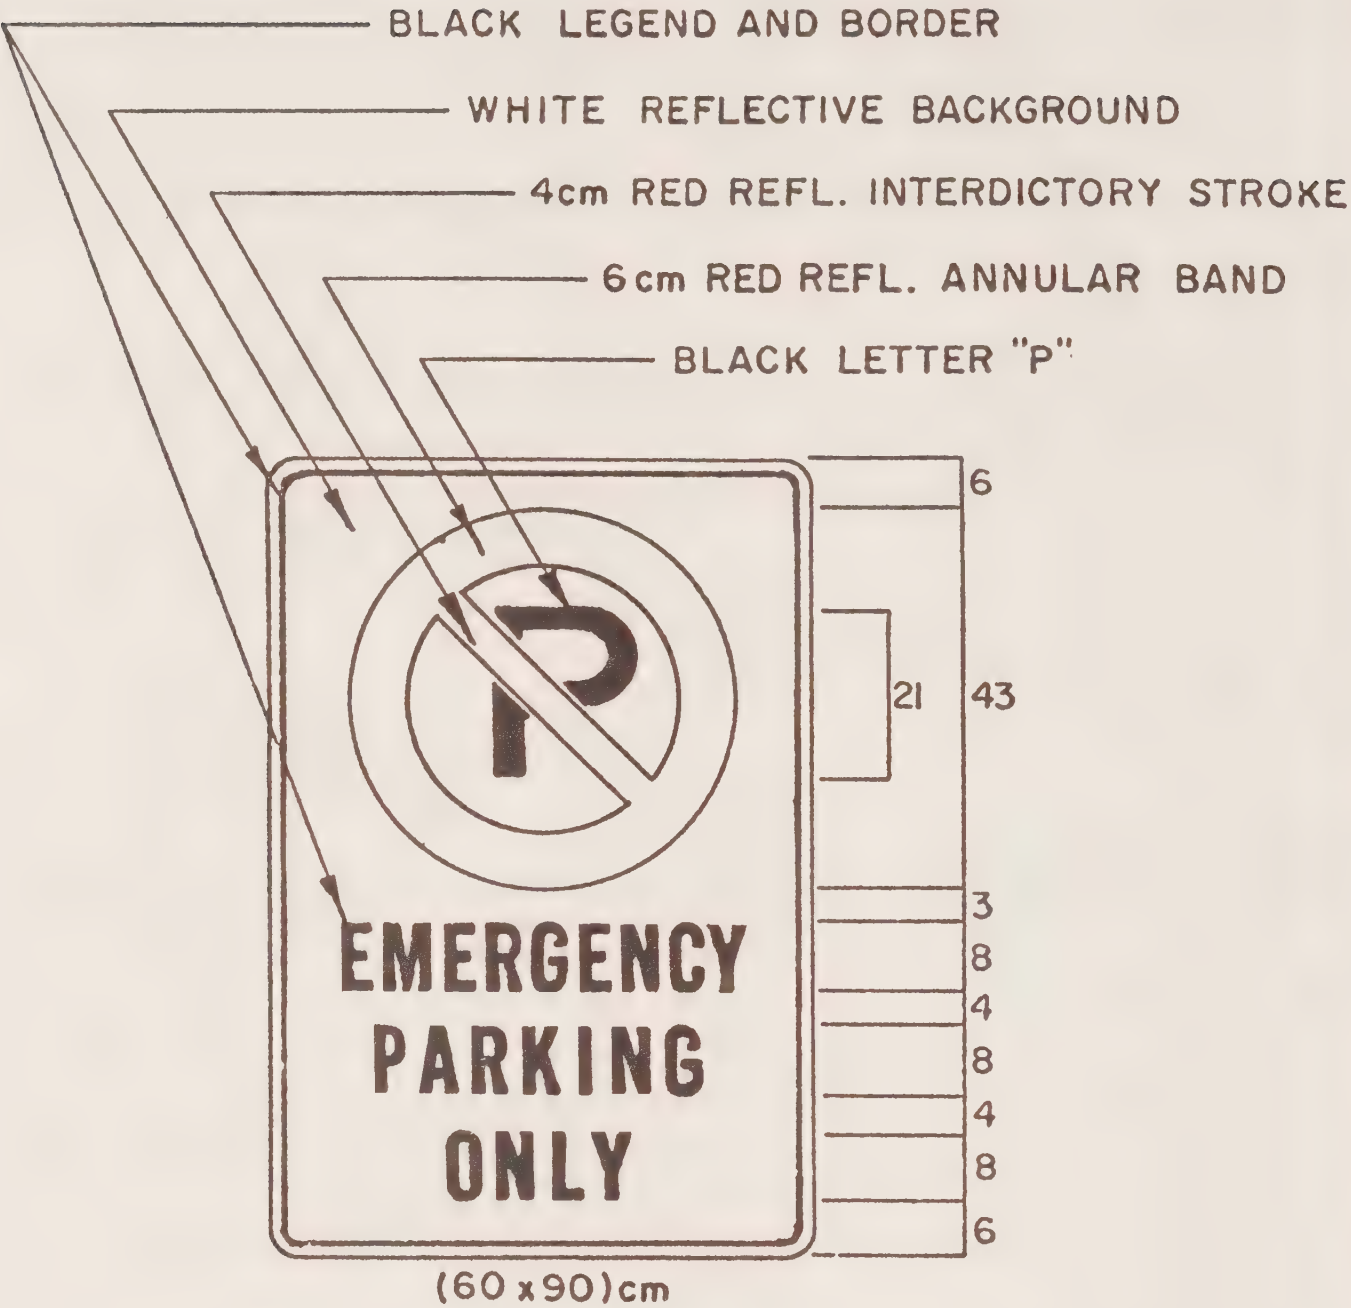 BLACK LEGEND AND BORDER
WHITE REFLECTIVE BACKGROUND
4cm RED REFL. INTERDICTORY STROKE
6cm RED REFL. ANNULAR BAND
BLACK LETTER "P"
6
P
21
43
3
EMERGENCY
8
4
PARKING
8
4
ONLY
8
6
(60 x 90)cm